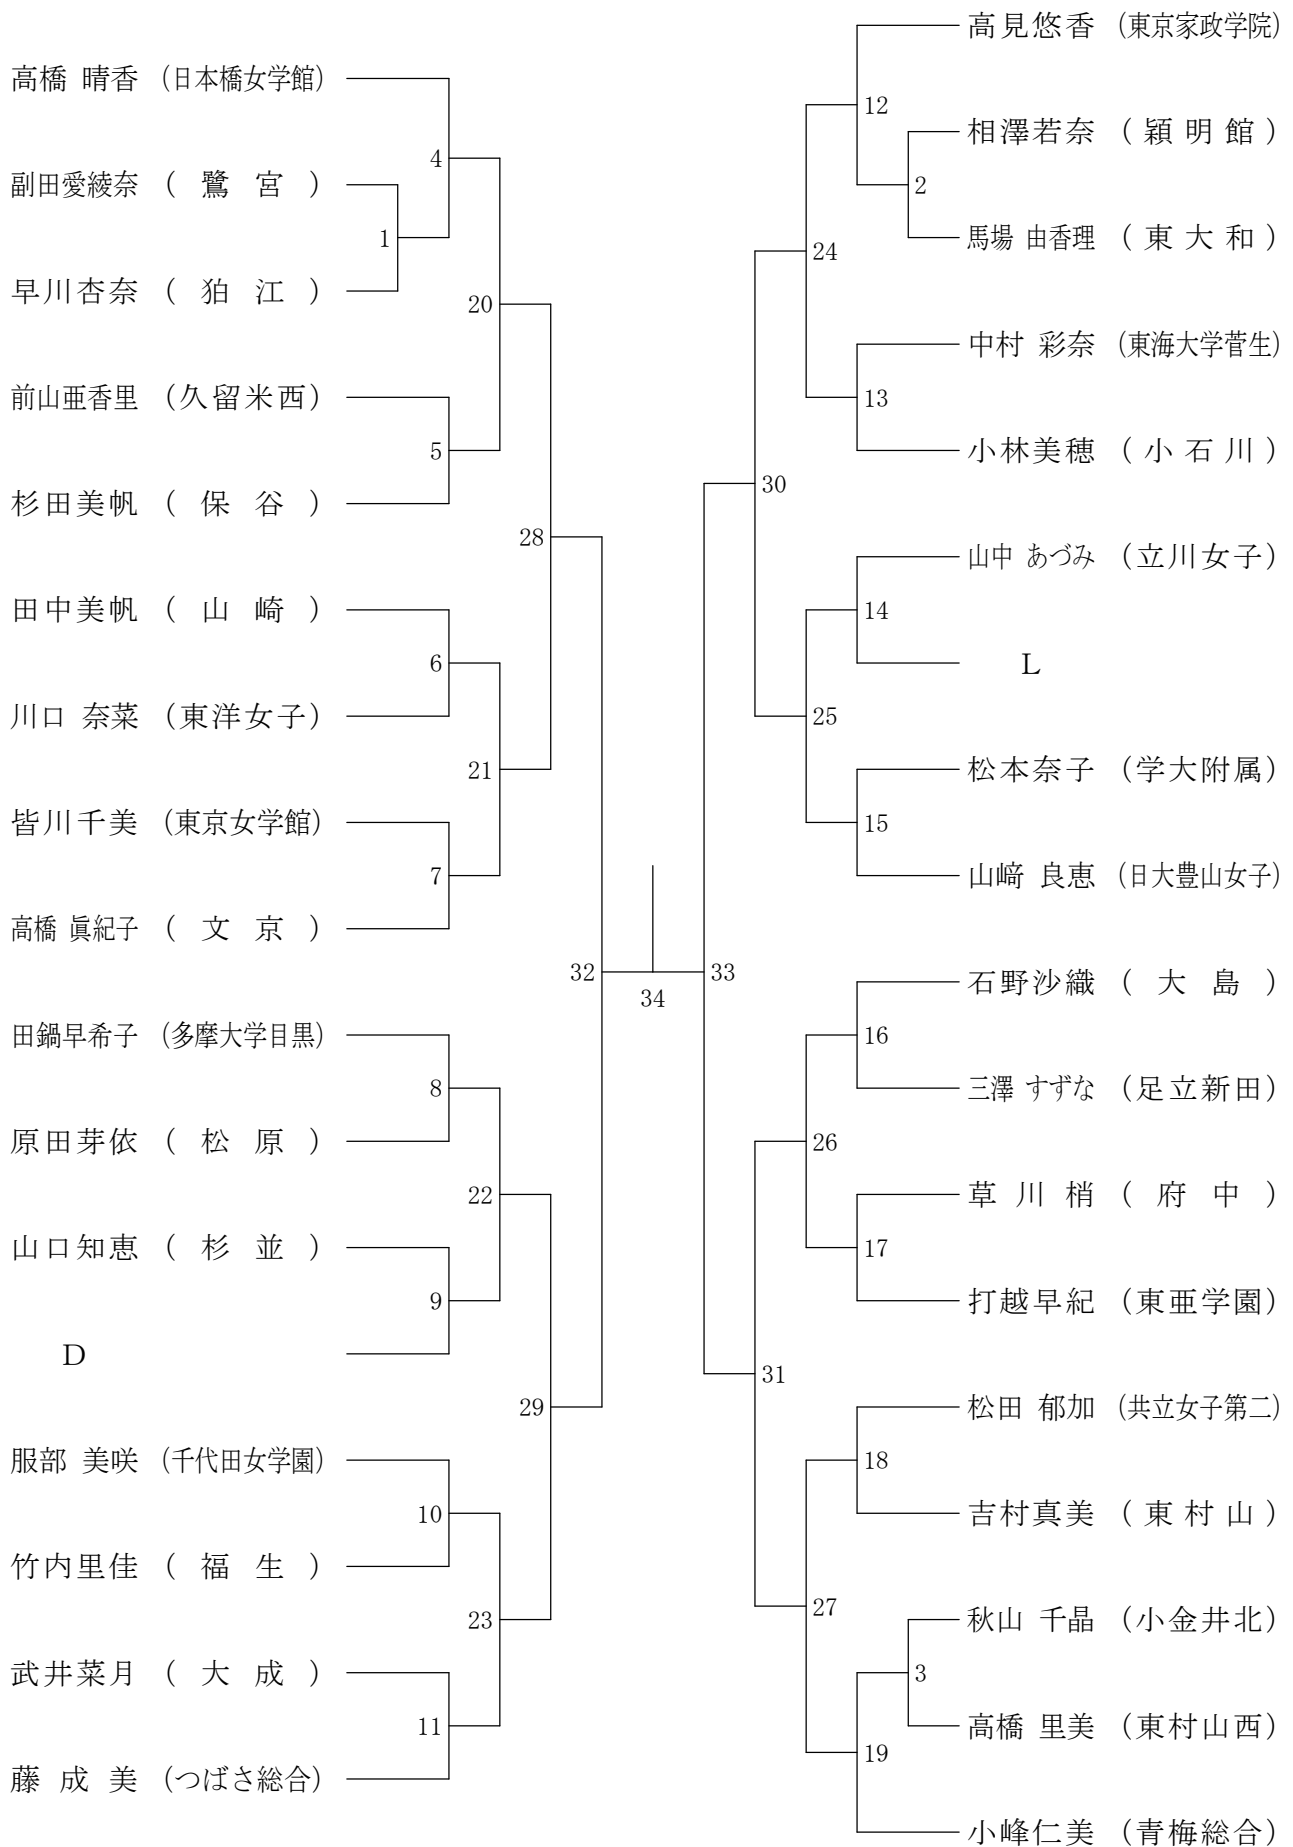 高橋 晴香 (日本橋女学館)
副田愛綾奈 ( 鷺 宮 )
早川杏奈 ( 狛 江 )
前山亜香里 (久留米西)
杉田美帆 ( 保 谷 )
田中美帆 ( 山 崎 )
川口 奈菜 (東洋女子)
皆川千美 (東京女学館)
高橋 眞紀子 ( 文 京 )
田鍋早希子 (多摩大学目黒)
原田芽依 ( 松 原 )
山口知恵 ( 杉 並 )
D
服部 美咲 (千代田女学園)
竹内里佳 ( 福 生 )
武井菜月 ( 大 成 )
藤 成 美 (つばさ総合)
1
4
5
6
7
8
9
10
11
20
21
22
23
28
29
32
34
33
30
31
24
25
26
27
12
13
14
15
16
17
18
19
2
3
高見悠香 (東京家政学院)
相澤若奈 ( 穎 明 館 )
馬場 由香理 ( 東 大 和 )
中村 彩奈 (東海大学菅生)
小林美穂 ( 小 石 川 )
山中 あづみ (立川女子)
L
松本奈子 (学大附属)
山﨑 良恵 (日大豊山女子)
石野沙織 ( 大 島 )
三澤 すずな (足立新田)
草 川 梢 ( 府 中 )
打越早紀 (東亜学園)
松田 郁加 (共立女子第二)
吉村真美 ( 東 村 山 )
秋山 千晶 (小金井北)
高橋 里美 (東村山西)
小峰仁美 (青梅総合)